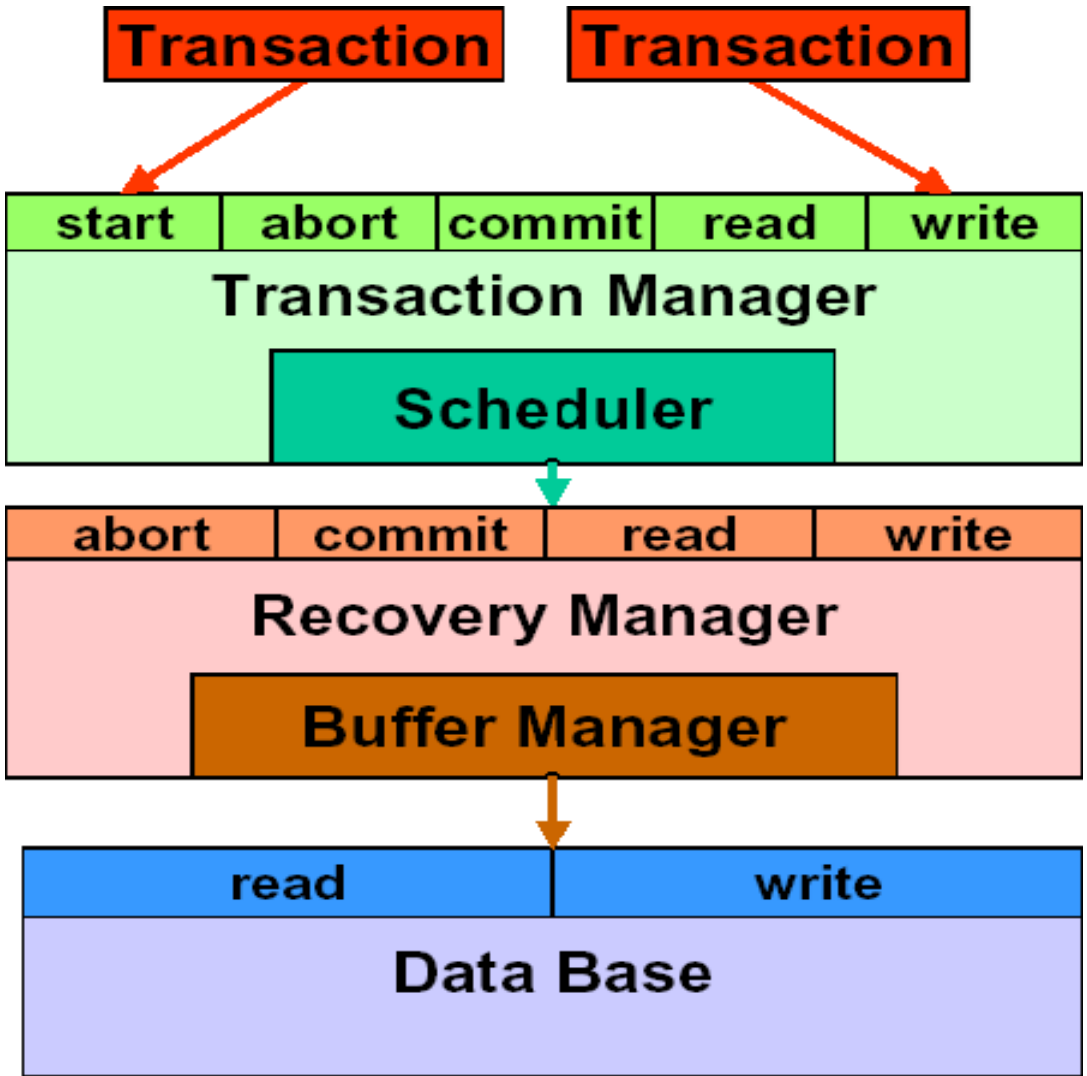 Transaction Transaction
start abort commit read write
Transaction Manager
Scheduler
abort commit read write
Recovery Manager
Buffer Manager
read write
Data Base